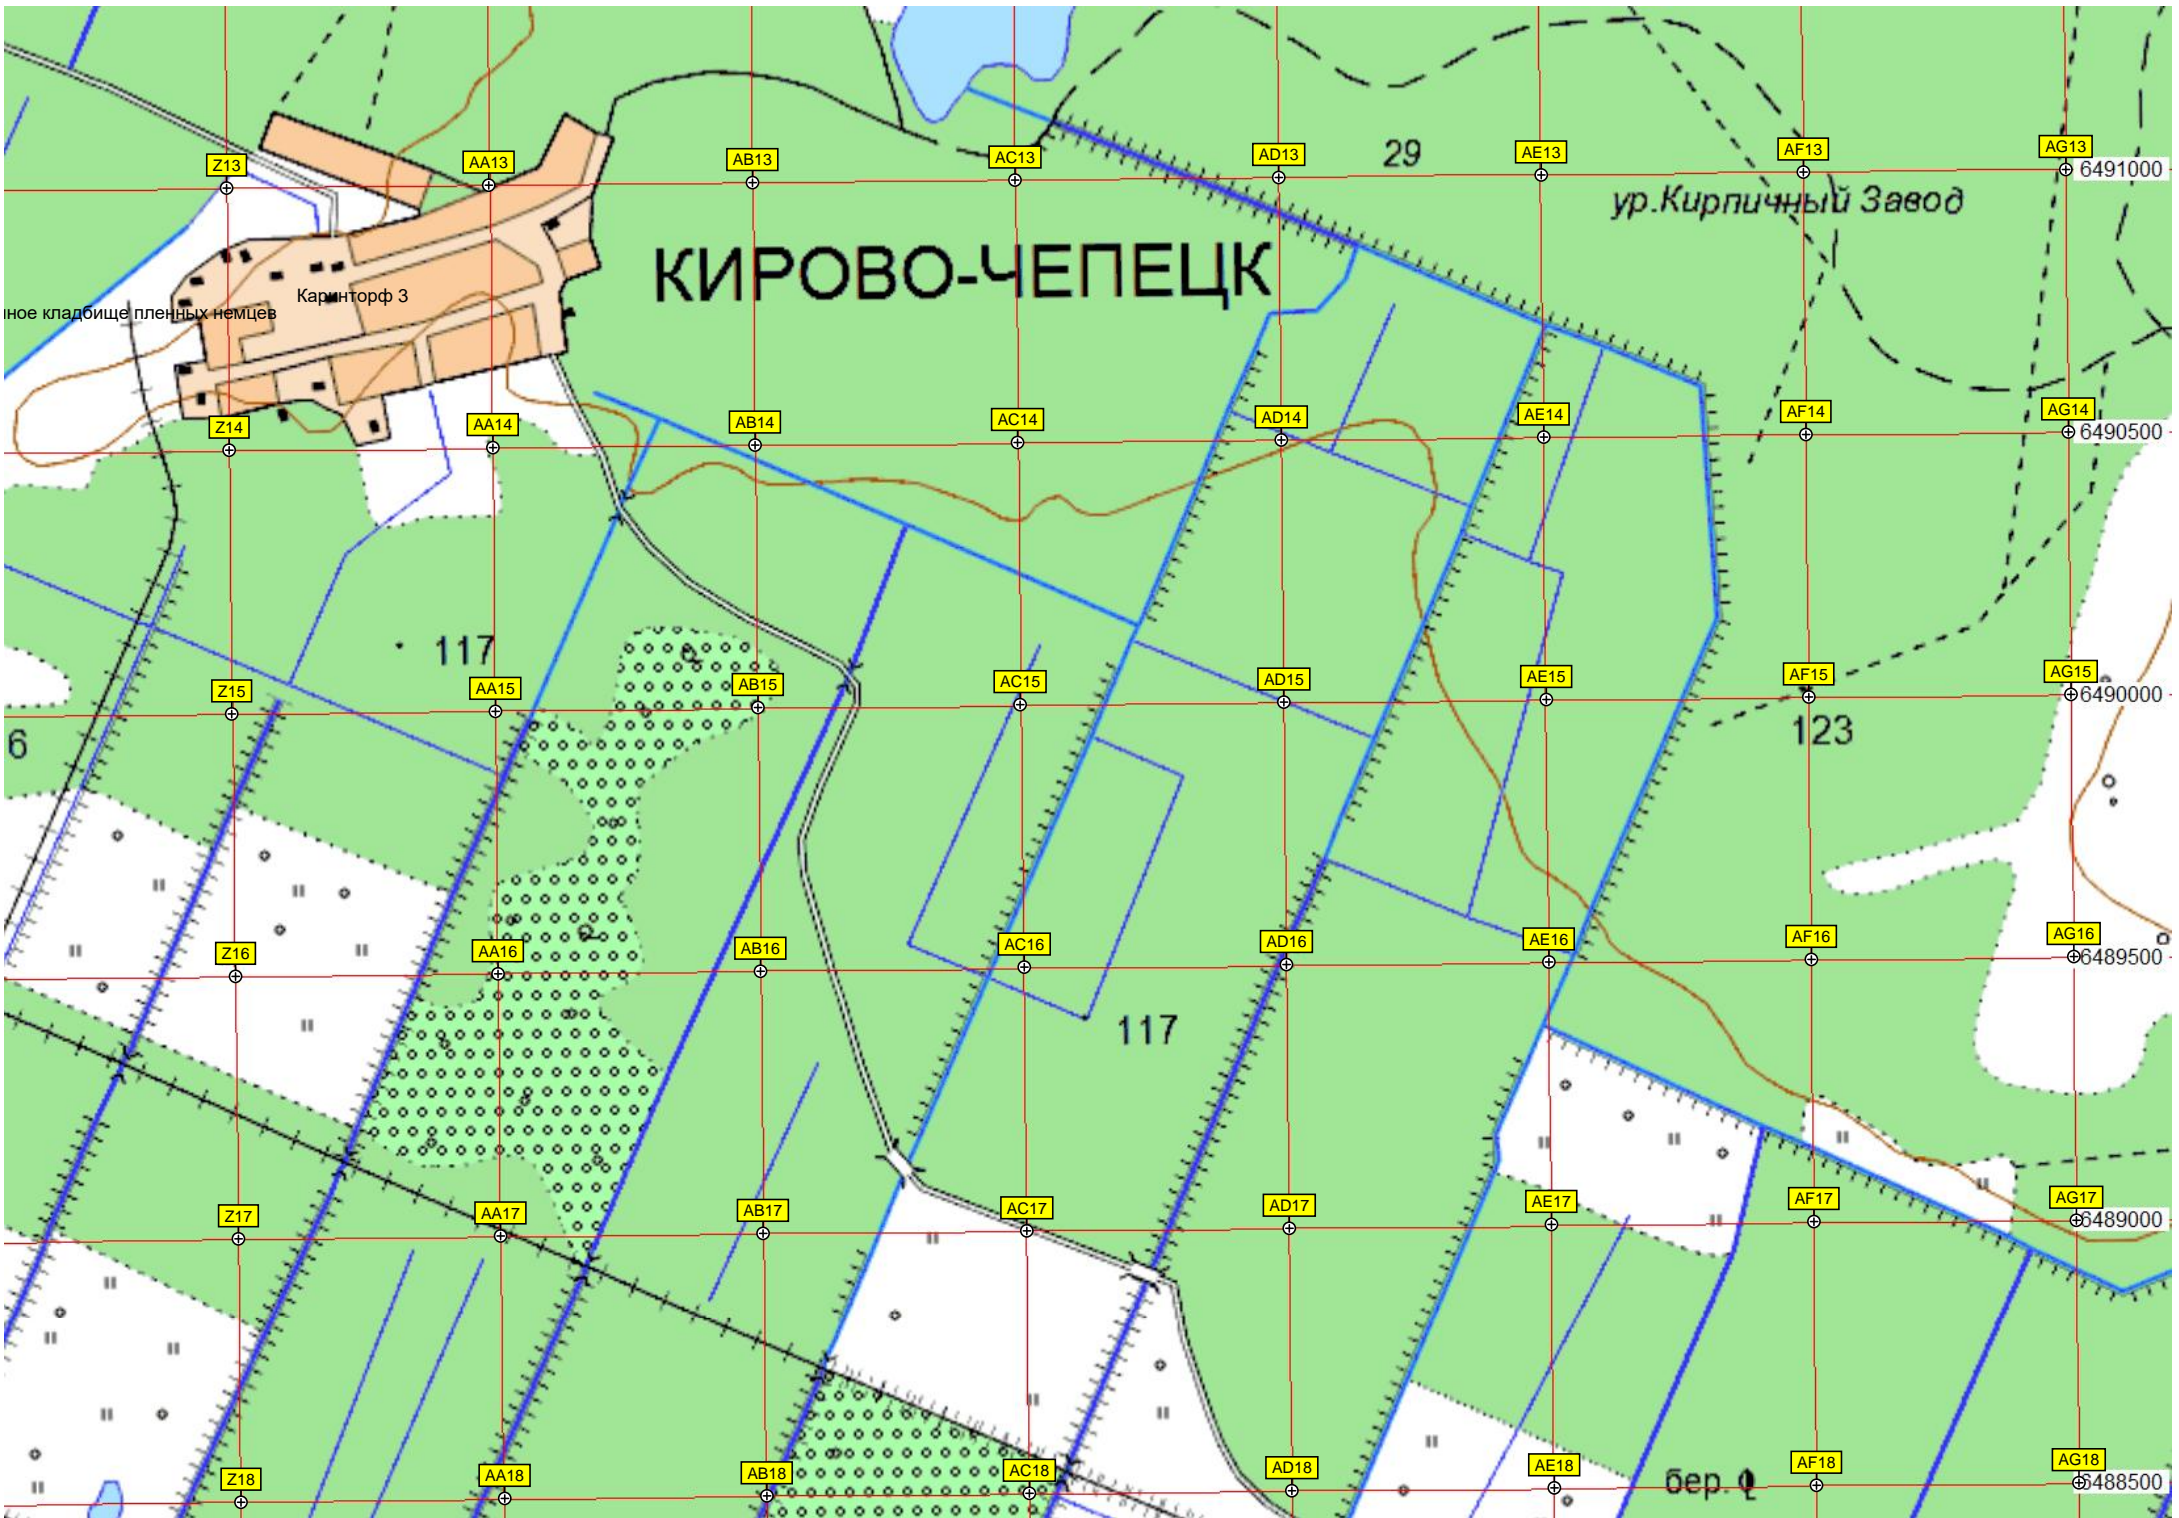 29
Z13 AA13 AB13 AC13 AD13 AE13 AF13 AG13
6491000
ур.Кирпичный Завод
КИРОВО-ЧЕПЕЦК
Каринторф 3
ное кладбище пленных немцев
Z14 AA14 AB14 AC14 AD14 AE14 AF14 AG14
6490500
117
Z15 AA15 AB15 AC15 AD15 AE15 AF15 AG15
6490000
6
123
Z16 AA16 AB16 AC16 AD16 AE16 AF16 AG16
6489500
117
Z17 AA17 AB17 AC17 AD17 AE17 AF17 AG17
6489000
Z18 AA18 AB18 AC18 AD18 AE18 AF18 AG18
6488500
бер.